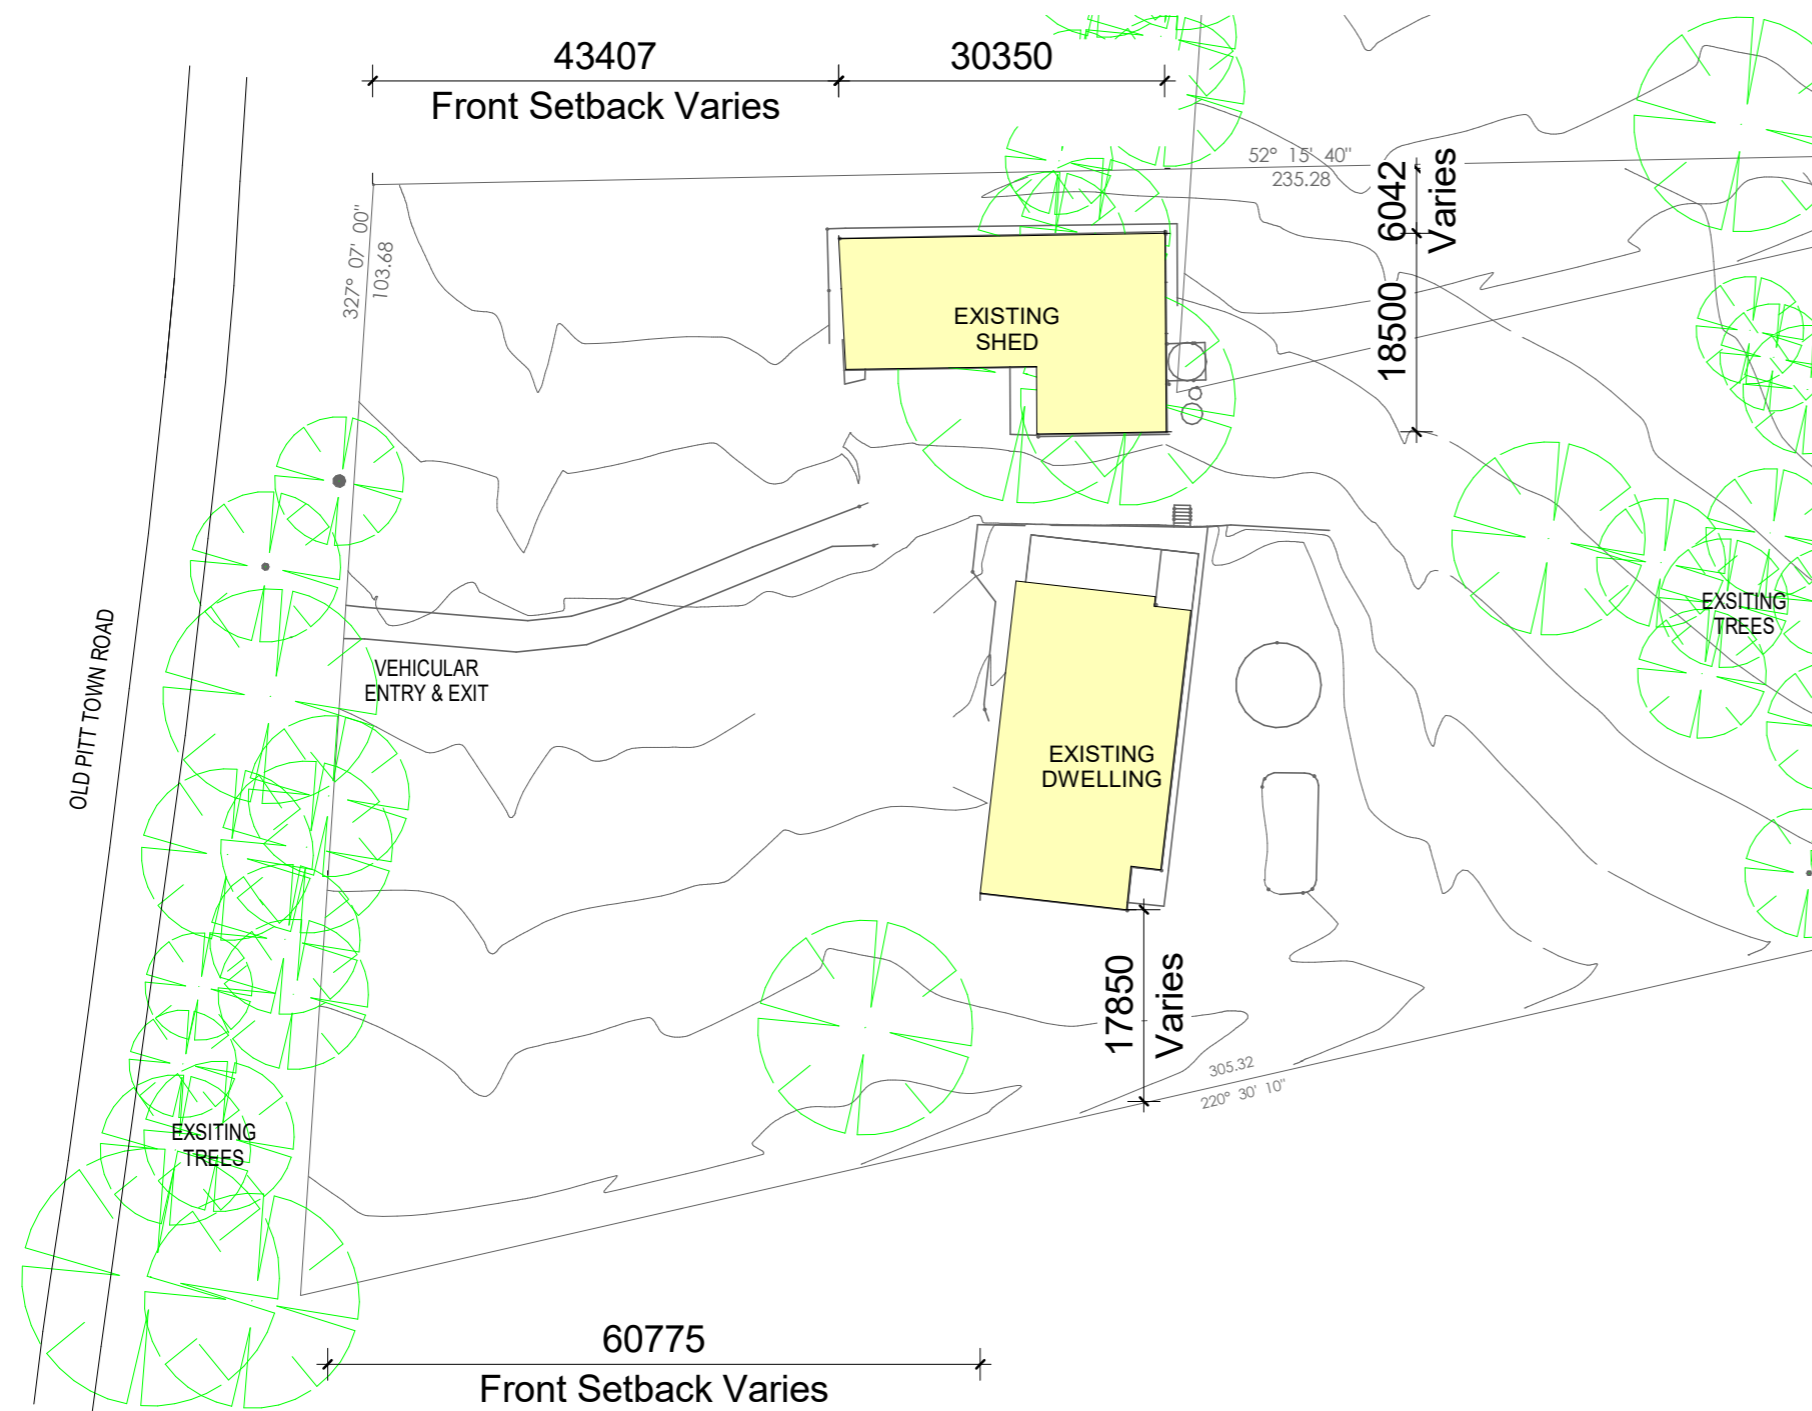 43407
Front Setback Varies
30350
52° 15' 40"
235.28
6042
Varies
18500
327° 07' 00"
103.68
EXISTING
SHED
EXSITING
TREES
OLD PITT TOWN ROAD
VEHICULAR
ENTRY & EXIT
EXISTING
DWELLING
17850
Varies
305.32
220° 30' 10"
EXSITING
TREES
60775
Front Setback Varies